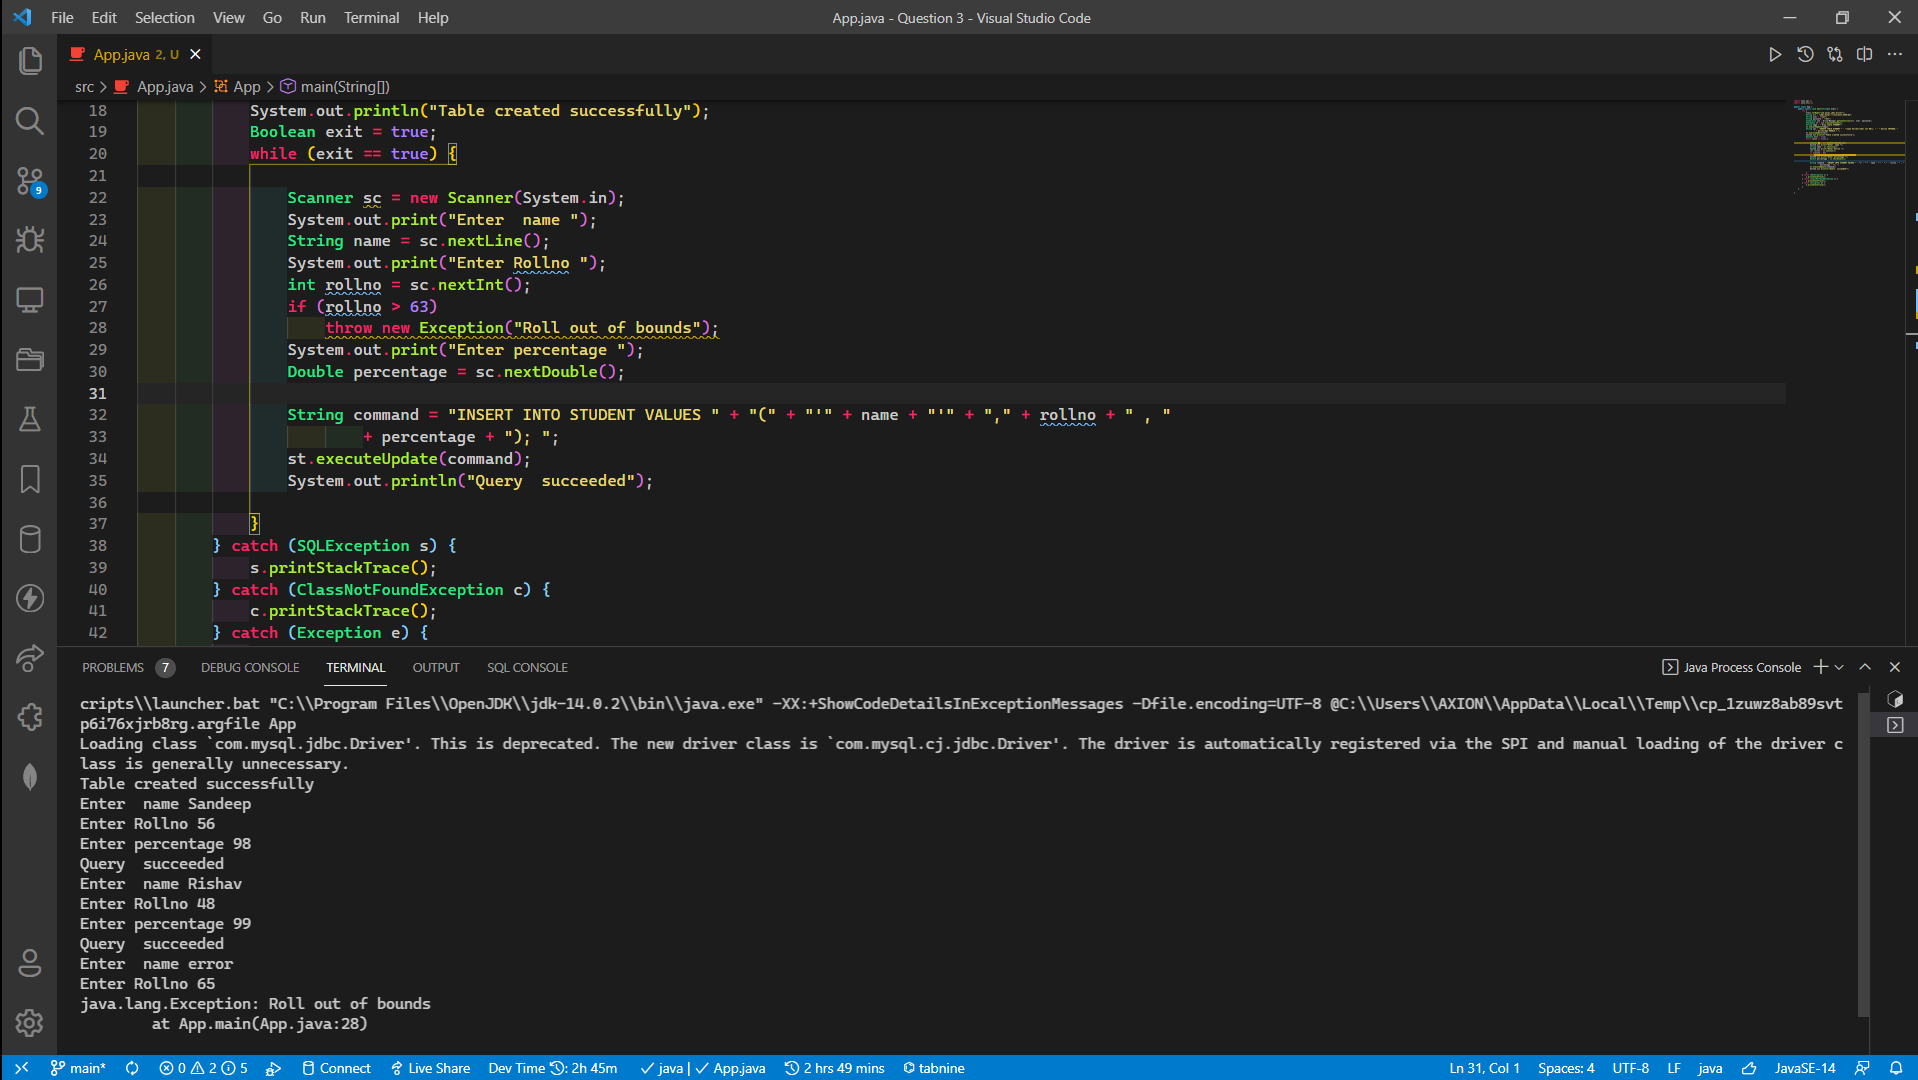 File Edit Selection View Go Run Terminal Help
App.java - Question 3 - Visual Studio Code
App.java 2, U
src > App.java > App > main(String[])
18 System.out.println("Table created successfully");
19 Boolean exit = true;
20 while (exit == true) {
21
22 Scanner sc = new Scanner(System.in);
23 System.out.print("Enter  name ");
24 String name = sc.nextLine();
25 System.out.print("Enter Rollno ");
26 int rollno = sc.nextInt();
27 if (rollno > 63)
28 throw new Exception("Roll out of bounds");
29 System.out.print("Enter percentage ");
30 Double percentage = sc.nextDouble();
31
32 String command = "INSERT INTO STUDENT VALUES " + "(" + "'" + name + "'" + "," + rollno + " , "
33 + percentage + "); ";
34 st.executeUpdate(command);
35 System.out.println("Query  succeeded");
36
37 }
38 } catch (SQLException s) {
39 s.printStackTrace();
40 } catch (ClassNotFoundException c) {
41 c.printStackTrace();
42 } catch (Exception e) {
9
PROBLEMS 7 DEBUG CONSOLE TERMINAL OUTPUT SQL CONSOLE
Java Process Console
cripts\\launcher.bat "C:\\Program Files\\OpenJDK\\jdk-14.0.2\\bin\\java.exe" -XX:+ShowCodeDetailsInExceptionMessages -Dfile.encoding=UTF-8 @C:\\Users\\AXION\\AppData\\Local\\Temp\\cp_1zuwz8ab89svt
p6i76xjrb8rg.argfile App
Loading class `com.mysql.jdbc.Driver'. This is deprecated. The new driver class is `com.mysql.cj.jdbc.Driver'. The driver is automatically registered via the SPI and manual loading of the driver c
lass is generally unnecessary.
Table created successfully
Enter  name Sandeep
Enter Rollno 56
Enter percentage 98
Query  succeeded
Enter  name Rishav
Enter Rollno 48
Enter percentage 99
Query  succeeded
Enter  name error
Enter Rollno 65
java.lang.Exception: Roll out of bounds
at App.main(App.java:28)
main* 0 2 5 Connect Live Share Dev Time : 2h 45m java | App.java 2 hrs 49 mins tabnine
Ln 31, Col 1 Spaces: 4 UTF-8 LF java JavaSE-14